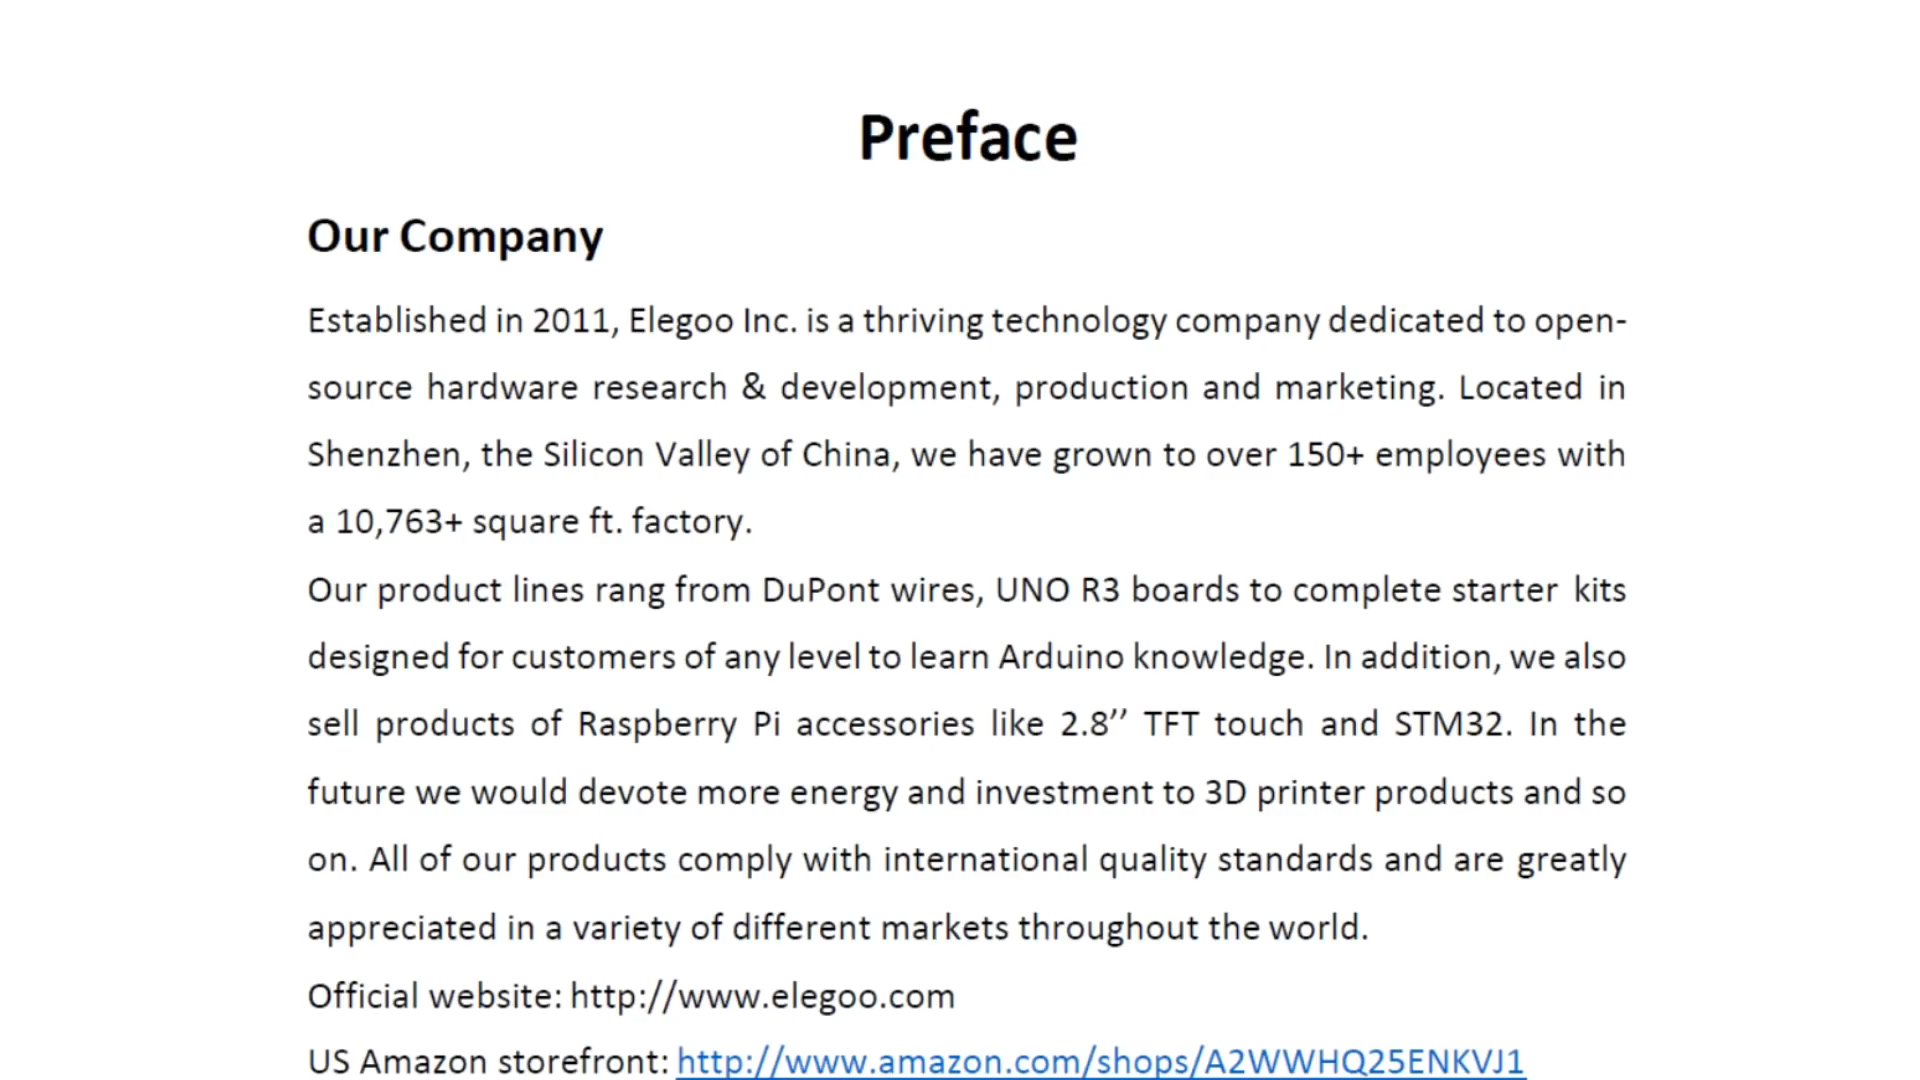 Preface
Our Company
Established in 2011, Elegoo Inc. is a thriving technology company dedicated to open-
source hardware research & development, production and marketing. Located in
Shenzhen, the Silicon Valley of China, we have grown to over 150+ employees with
a 10,763+ square ft. factory.
Our product lines rang from DuPont wires, UNO R3 boards to complete starter kits
designed for customers of any level to learn Arduino knowledge. In addition, we also
sell products of Raspberry Pi accessories like 2.8’’ TFT touch and STM32. In the
future we would devote more energy and investment to 3D printer products and so
on. All of our products comply with international quality standards and are greatly
appreciated in a variety of different markets throughout the world.
Official website: http://www.elegoo.com
US Amazon storefront: http://www.amazon.com/shops/A2WWHQ25ENKVJ1